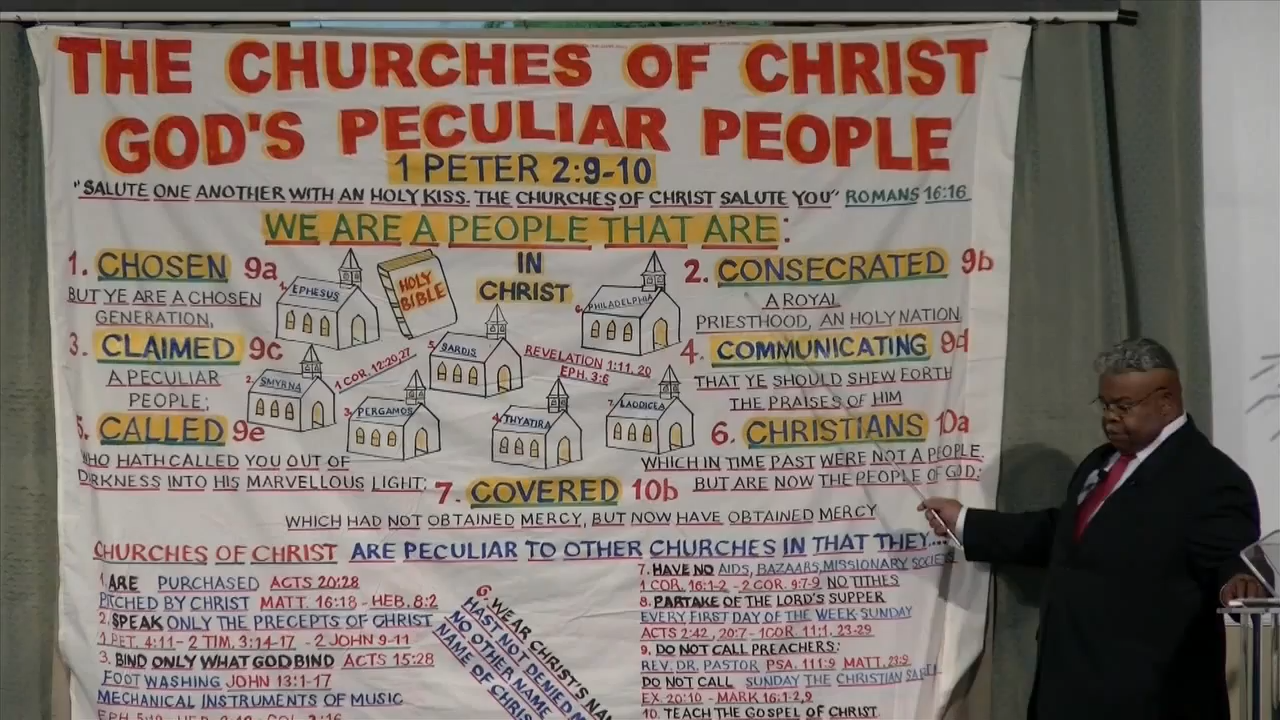 THE CHURCHES OF CHRIST
GOD'S PECULIAR PEOPLE
1 PETER 2:9-10
"SALUTE ONE ANOTHER WITH AN HOLY KISS. THE CHURCHES OF CHRIST SALUTE YOU" ROMANS 16:16
WE ARE A PEOPLE THAT ARE:
1. CHOSEN 9a
BUT YE ARE A CHOSEN
GENERATION,
IN
CHRIST
2. CONSECRATED 9b
A ROYAL
PRIESTHOOD, AN HOLY NATION
3. CLAIMED 9c
A PECULIAR
PEOPLE;
4. COMMUNICATING 9d
THAT YE SHOULD SHEW FORTH
THE PRAISES OF HIM
5. CALLED 9e
WHO HATH CALLED YOU OUT OF
DIRKNESS INTO HIS MARVELLOUS LIGHT;
6. CHRISTIANS 10a
WHICH IN TIME PAST WERE NOT A PEOPLE,
BUT ARE NOW THE PEOPLE OF GOD:
7. COVERED 10b
WHICH HAD NOT OBTAINED MERCY, BUT NOW HAVE OBTAINED MERCY
1. EPHESUS
HOLY
BIBLE
6. PHILADELPHIA
5. SARDIS
1 COR. 12:20,27
REVELATION 1:11, 20
EPH. 3:6
2. SMYRNA
3. PERGAMOS
4. THYATIRA
7. LAODICEA
CHURCHES OF CHRIST ARE PECULIAR TO OTHER CHURCHES IN THAT THEY...
1. ARE PURCHASED ACTS 20:28
PITCHED BY CHRIST MATT. 16:18 - HEB. 8:2
2. SPEAK ONLY THE PRECEPTS OF CHRIST
1 PET. 4:11 - 2 TIM. 3:14-17 - 2 JOHN 9-11
3. BIND ONLY WHAT GOD BIND ACTS 15:28
FOOT WASHING JOHN 13:1-17
MECHANICAL INSTRUMENTS OF MUSIC
6. WEAR CHRIST'S
HAST NOT DENIED
NO OTHER NAME
NAME OF
7. HAVE NO AIDS, BAZAARS, MISSIONARY
1 COR. 16:1-2 - 2 COR. 9:7-9 NO TITHES
8. PARTAKE OF THE LORD'S SUPPER
EVERY FIRST DAY OF THE WEEK SUNDAY
ACTS 2:42, 20:7 - 1COR. 11:1, 23-29
9. DO NOT CALL PREACHERS:
REV. DR. PASTOR PSA. 111:9 MATT. 23:9
DO NOT CALL SUNDAY THE CHRISTIAN
EX 20:10 - MARK 16:1-2,9
10. TEACH THE GOSPEL OF CHRIST